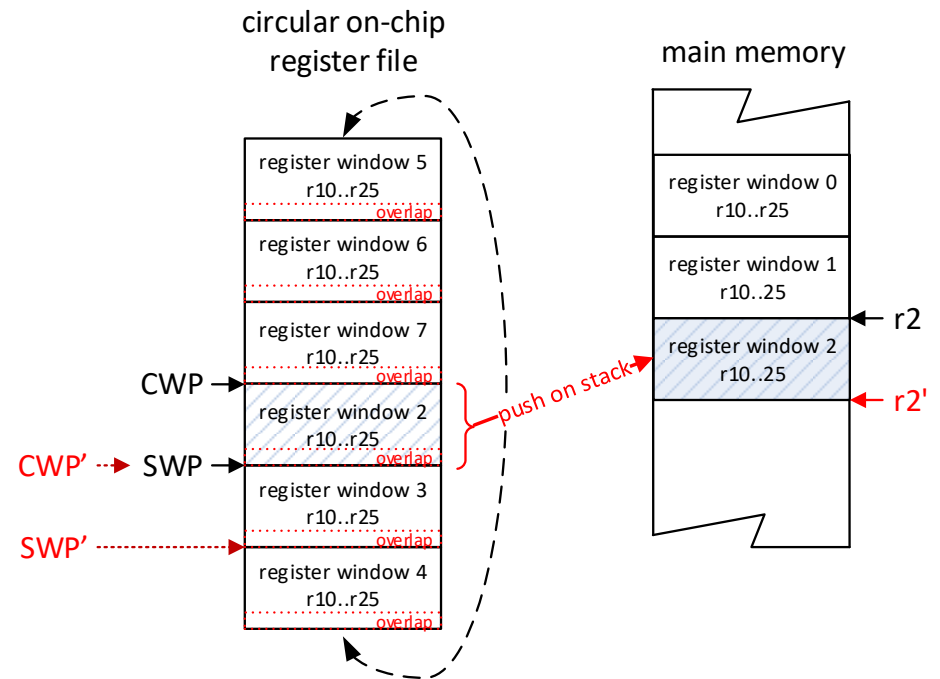 circular on-chip
register file
main memory
register window 5
r10..r25
overlap
register window 6
r10..r25
overlap
register window 7
r10..r25
overlap
CWP
register window 2
r10..r25
overlap
CWP’
SWP
register window 3
r10..r25
overlap
SWP’
register window 4
r10..r25
overlap
push on stack
register window 0
r10..r25
register window 1
r10..25
r2
register window 2
r10..25
r2'